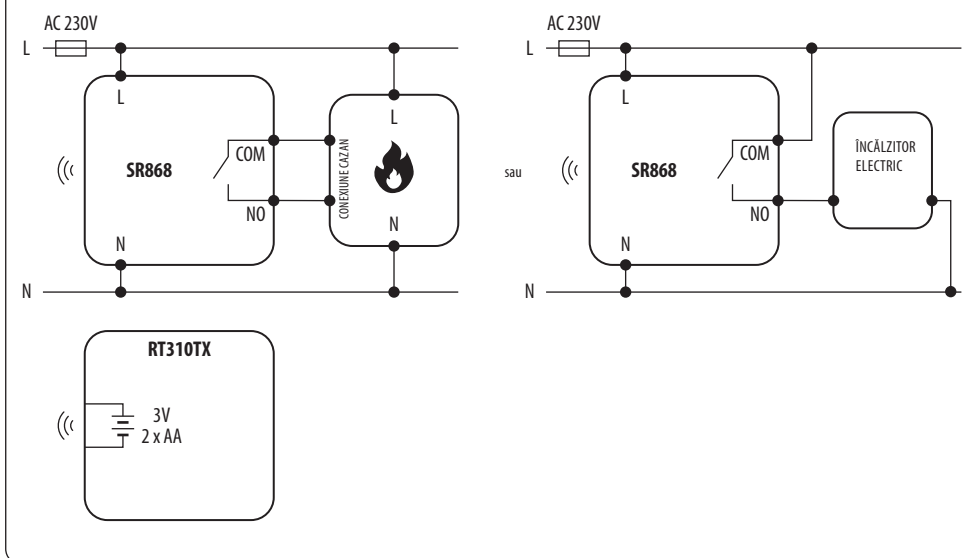 AC 230V
L
L
SR868
COM
NO
N
N
L
CONEXIUNE CAZAN
N
sau
AC 230V
L
L
SR868
COM
NO
N
N
ÎNCĂLZITOR
ELECTRIC
RT310TX
3V
2 x AA